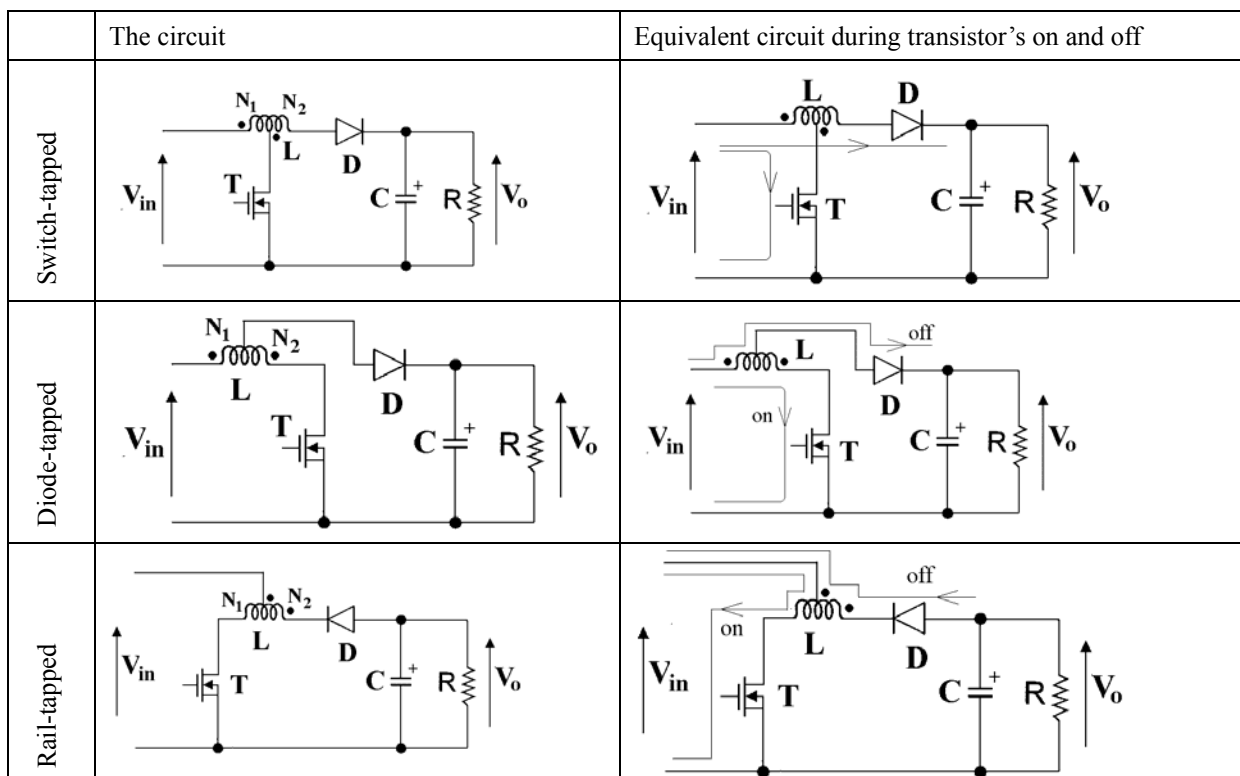 The circuit
Equivalent circuit during transistor's on and off
Switch-tapped
N1 N2
L
D
T
Vin
C
+
R
Vo
L
D
Vin
T
C
+
R
Vo
Diode-tapped
N1 N2
L
D
T
Vin
C
+
R
Vo
off
L
D
on
Vin
T
C
+
R
Vo
Rail-tapped
N1 N2
L
D
Vin
T
C
+
R
Vo
off
on
L
D
Vin
T
C
+
R
Vo